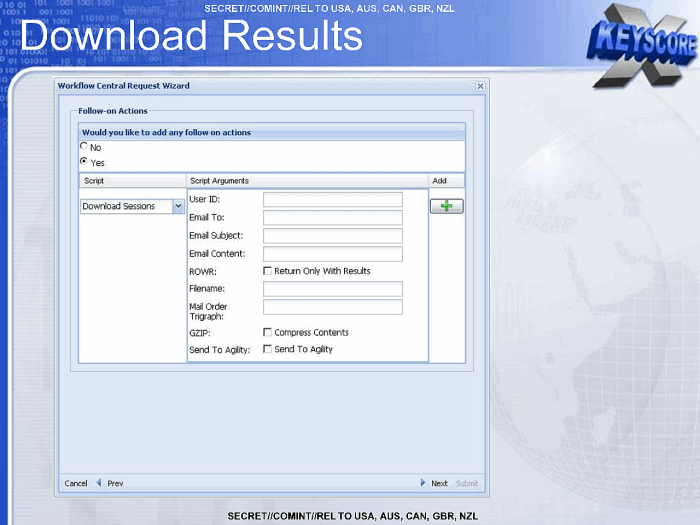 SECRET//COMINT//REL TO USA, AUS, CAN, GBR, NZL
Download Results
KEYSCORE
X
Workflow Central Request Wizard
Follow-on Actions
Would you like to add any follow on actions
No
Yes
Script Script Arguments Add
Download Sessions
User ID:
Email To:
Email Subject:
Email Content:
ROWR: Return Only With Results
Filename:
Mail Order
Trigraph:
GZIP: Compress Contents
Send To Agility: Send To Agility
Cancel Prev Next Submit
SECRET//COMINT//REL TO USA, AUS, CAN, GBR, NZL